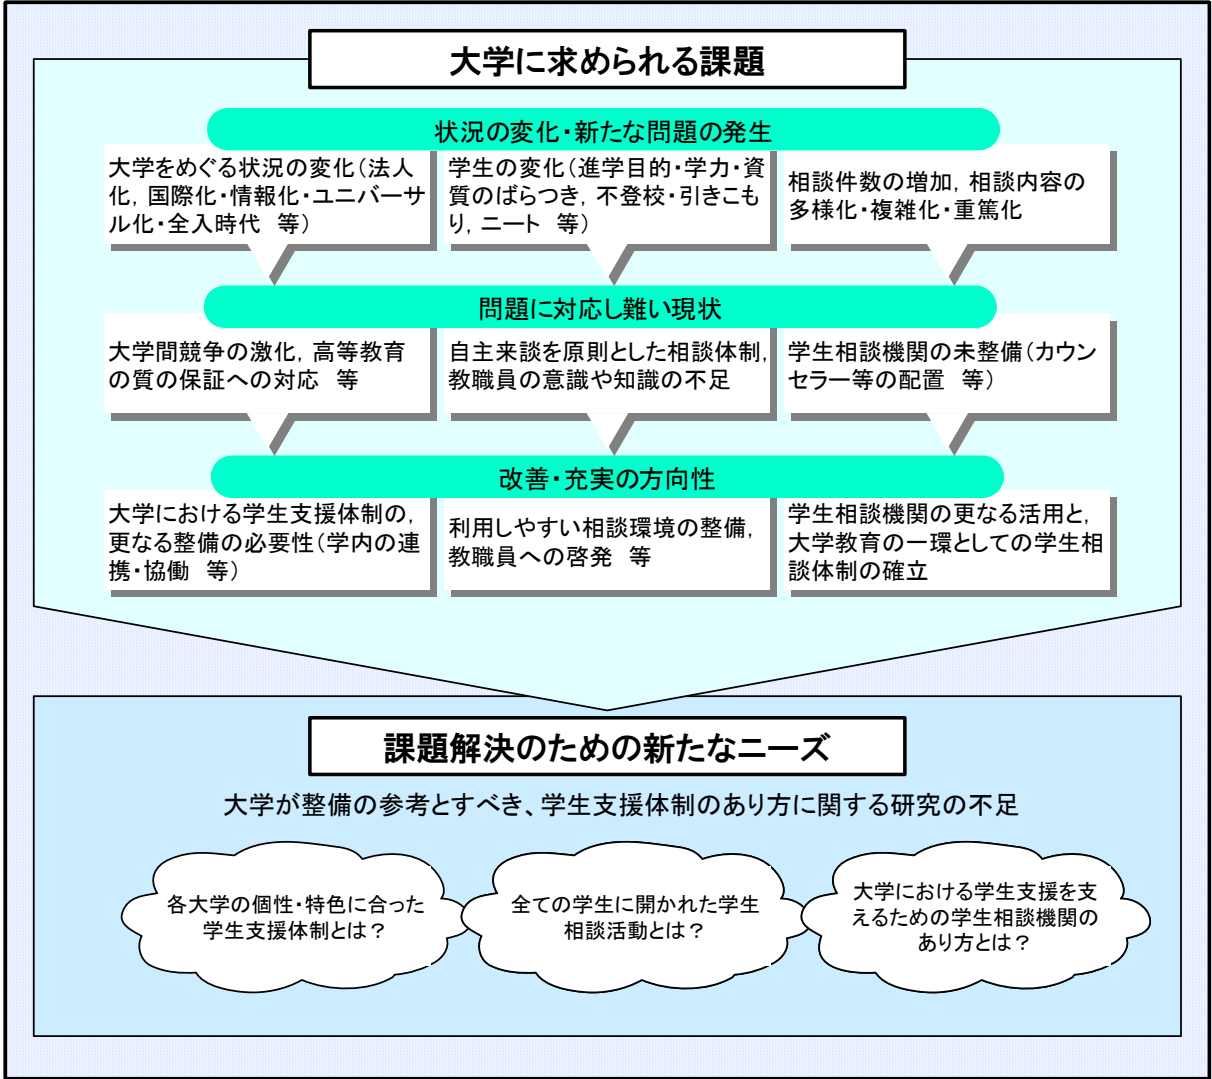 大学に求められる課題
状況の変化・新たな問題の発生
大学をめぐる状況の変化（法人
化，国際化・情報化・ユニバーサ
ル化・全入時代　等）
学生の変化（進学目的・学力・資
質のばらつき，不登校・引きこも
り，ニート　等）
相談件数の増加，相談内容の
多様化・複雑化・重篤化
問題に対応し難い現状
大学間競争の激化，高等教育
の質の保証への対応　等
自主来談を原則とした相談体制，
教職員の意識や知識の不足
学生相談機関の未整備（カウン
セラー等の配置　等）
改善・充実の方向性
大学における学生支援体制の，
更なる整備の必要性（学内の連
携・協働　等）
利用しやすい相談環境の整備，
教職員への啓発　等
学生相談機関の更なる活用と，
大学教育の一環としての学生相
談体制の確立
課題解決のための新たなニーズ
大学が整備の参考とすべき、学生支援体制のあり方に関する研究の不足
各大学の個性・特色に合った
学生支援体制とは？
全ての学生に開かれた学生
相談活動とは？
大学における学生支援を支
えるための学生相談機関の
あり方とは？